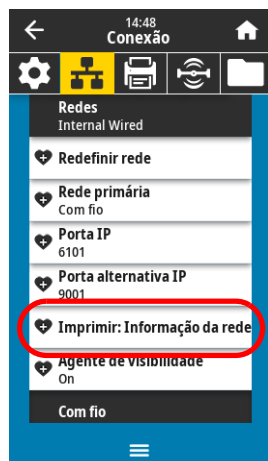 14:48
Conexão
Redes
Internal Wired
Redefinir rede
Rede primária
Com fio
Porta IP
6101
Porta alternativa IP
9001
Imprimir: Informação da rede
Agente de visibilidade
On
Com fio